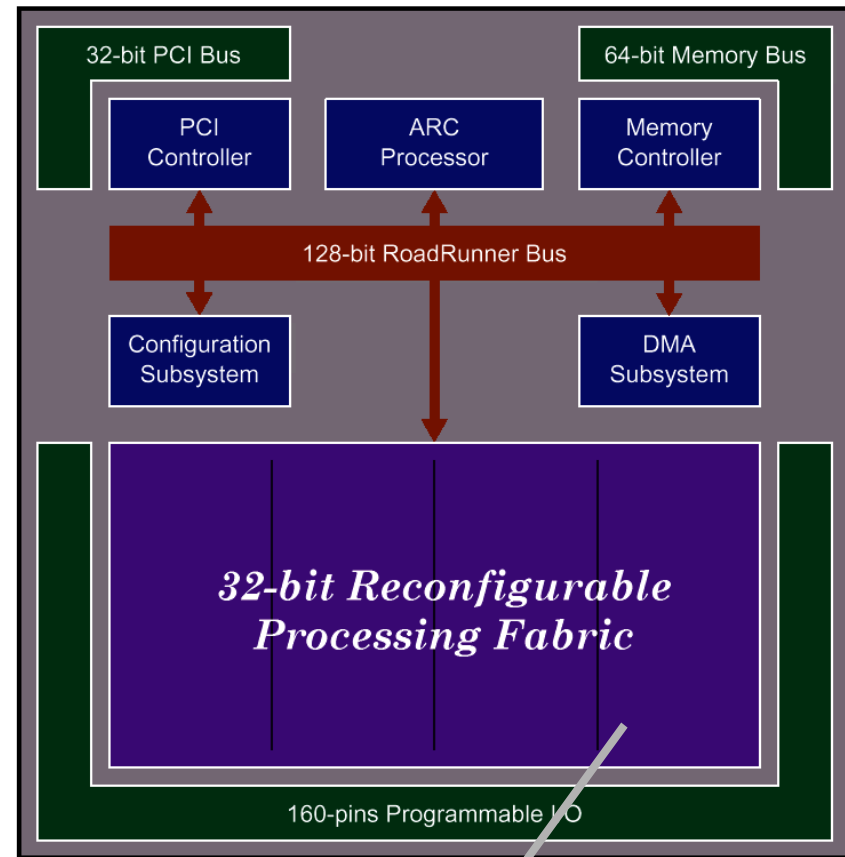 32-bit PCI Bus
64-bit Memory Bus
PCI
Controller
ARC
Processor
Memory
Controller
128-bit RoadRunner Bus
Configuration
Subsystem
DMA
Subsystem
32-bit Reconfigurable
Processing Fabric
160-pins Programmable I/O